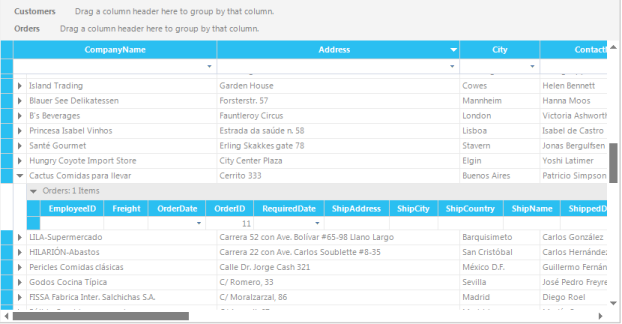 Customers Drag a column header here to group by that column.
Orders Drag a column header here to group by that column.
CompanyName Address City
Island Trading Garden House Cowes Helen Bennett
Blauer See Delikatessen Forsterstr. 57 Mannheim Hanna Moos
B's Beverages Fauntleroy Circus London Victoria Ashworth
Princesa Isabel Vinhos Estrada da saúde n. 58 Lisboa Isabel de Castro
Santé Gourmet Erling Skakkes gate 78 Stavern Jonas Bergulfsen
Hungry Coyote Import Store City Center Plaza Elgin Yoshi Latimer
Cactus Comidas para llevar Cerrito 333 Buenos Aires Patricio Simpson
Orders: 1 Items
EmployeeID Freight OrderDate OrderID RequiredDate ShipAddress ShipCity ShipCountry ShipName ShippedD
11
LILA-Supermercado Carrera 52 con Ave. Bolívar #65-98 Llano Largo Barquisimeto Carlos González
HILARIÓN-Abastos Carrera 22 con Ave. Carlos Soublette #8-35 San Cristóbal Carlos Hernández
Pericles Comidas clásicas Calle Dr. Jorge Cash 321 México D.F. Guillermo Fernán
Godos Cocina Típica C/ Romero, 33 Sevilla José Pedro Freyre
FISSA Fabrica Inter. Salchichas S.A. C/ Moralzarzal, 86 Madrid Diego Roel